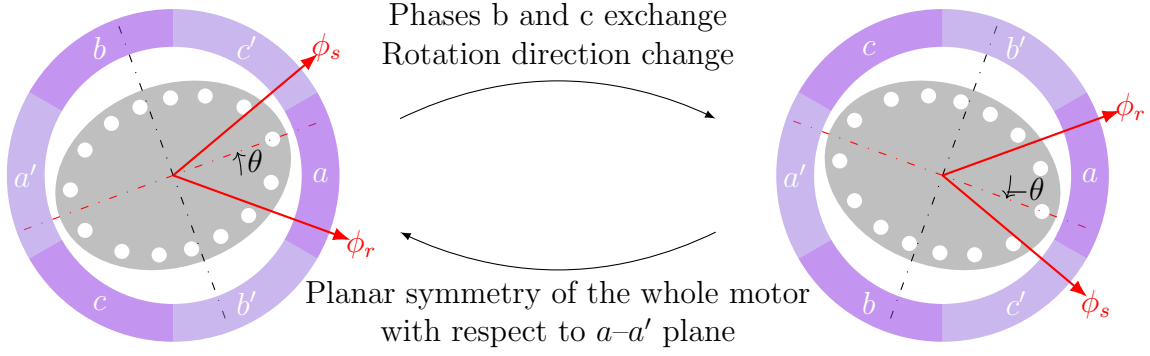 Phases b and c exchange
Rotation direction change
b
c′
ϕs
a′
θ
a
ϕr
c
b′
c
b′
ϕr
a′
−θ
a
b
c′
ϕs
Planar symmetry of the whole motor
with respect to a–a′ plane